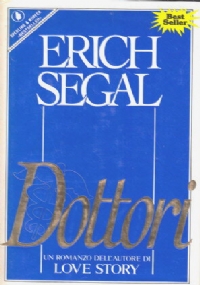 Best
Seller
ERICH
SEGAL
Dottori
UN ROMANZO DELL'AUTORE DI
LOVE STORY